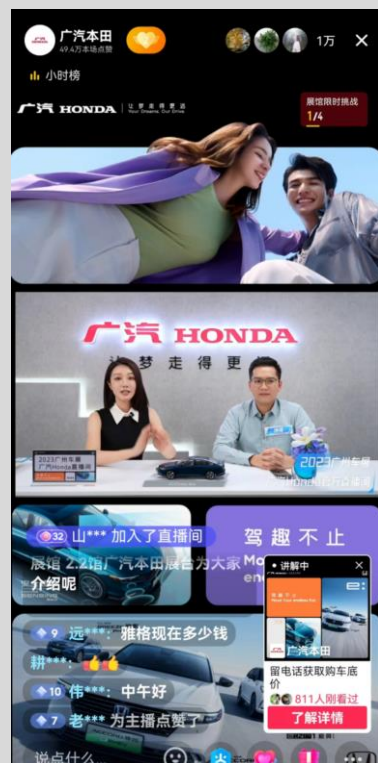 广汽本田
49.4万本场点赞
1万
小时榜
广汽 HONDA
让梦走得更远
Your Dreams, Our Drive.
展馆限时挑战
1/4
广汽 HONDA
让梦走得更
2023广州车展
广汽Honda直播间
2023广州车展
32 山*** 加入了直播间
展馆 2.2馆广汽本田展台为大家
介绍呢
驾趣不止
讲解中
广汽本田
留电话获取购车底
价
811人刚看过
了解详情
9 远***: 雅格现在多少钱
耕***: 👍👍
10 伟***: 中午好
7 老*** 为主播点赞了
说点什么...